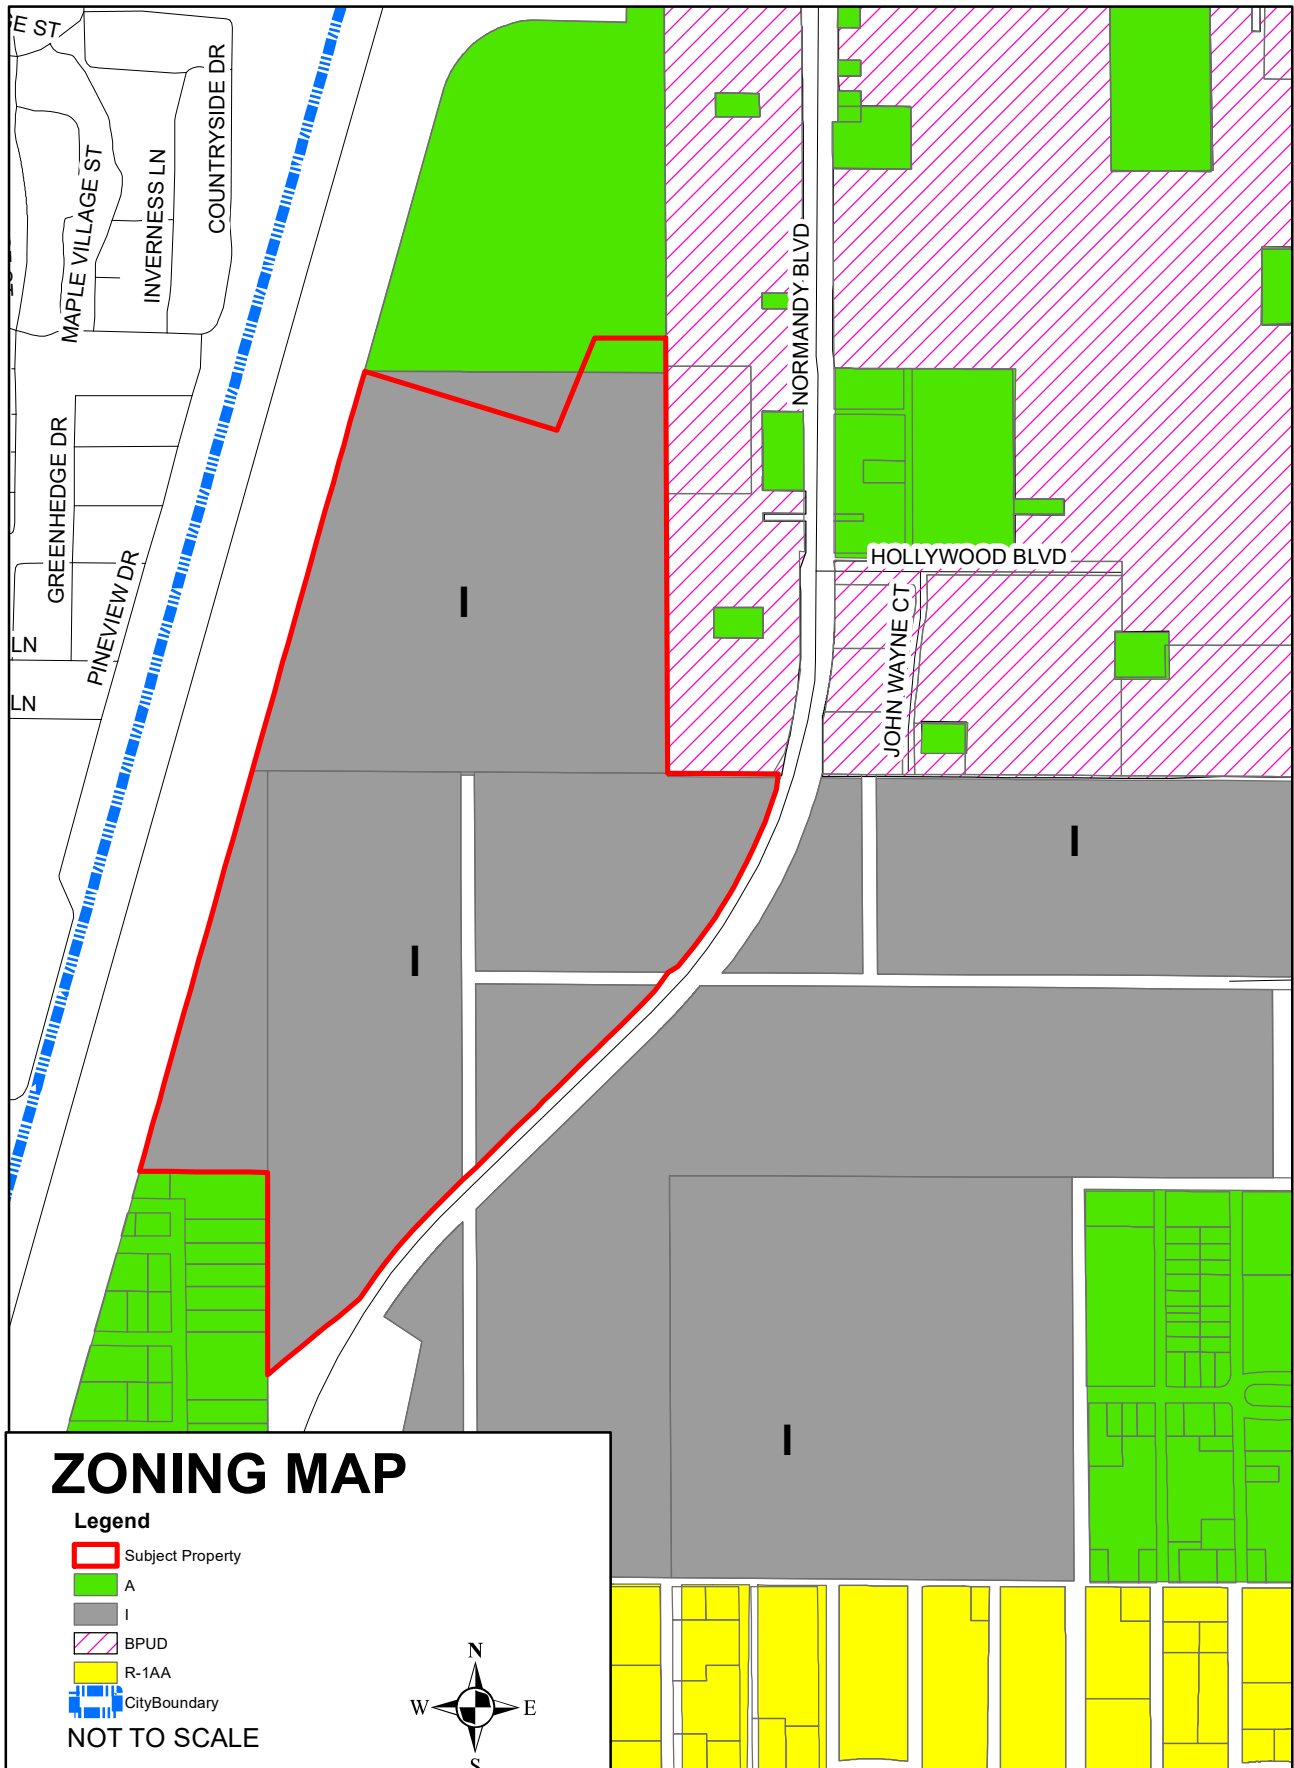 GE ST
COUNTRYSIDE DR
MAPLE VILLAGE ST
INVERNESS LN
NORMANDY BLVD
GREENHEDGE DR
PINEVIEW DR
HOLLYWOOD BLVD
JOHN WAYNE CT
I
LN
LN
I
I
I
ZONING MAP
Legend
Subject Property
A
I
BPUD
R-1AA
CityBoundary
NOT TO SCALE
N
W E
S